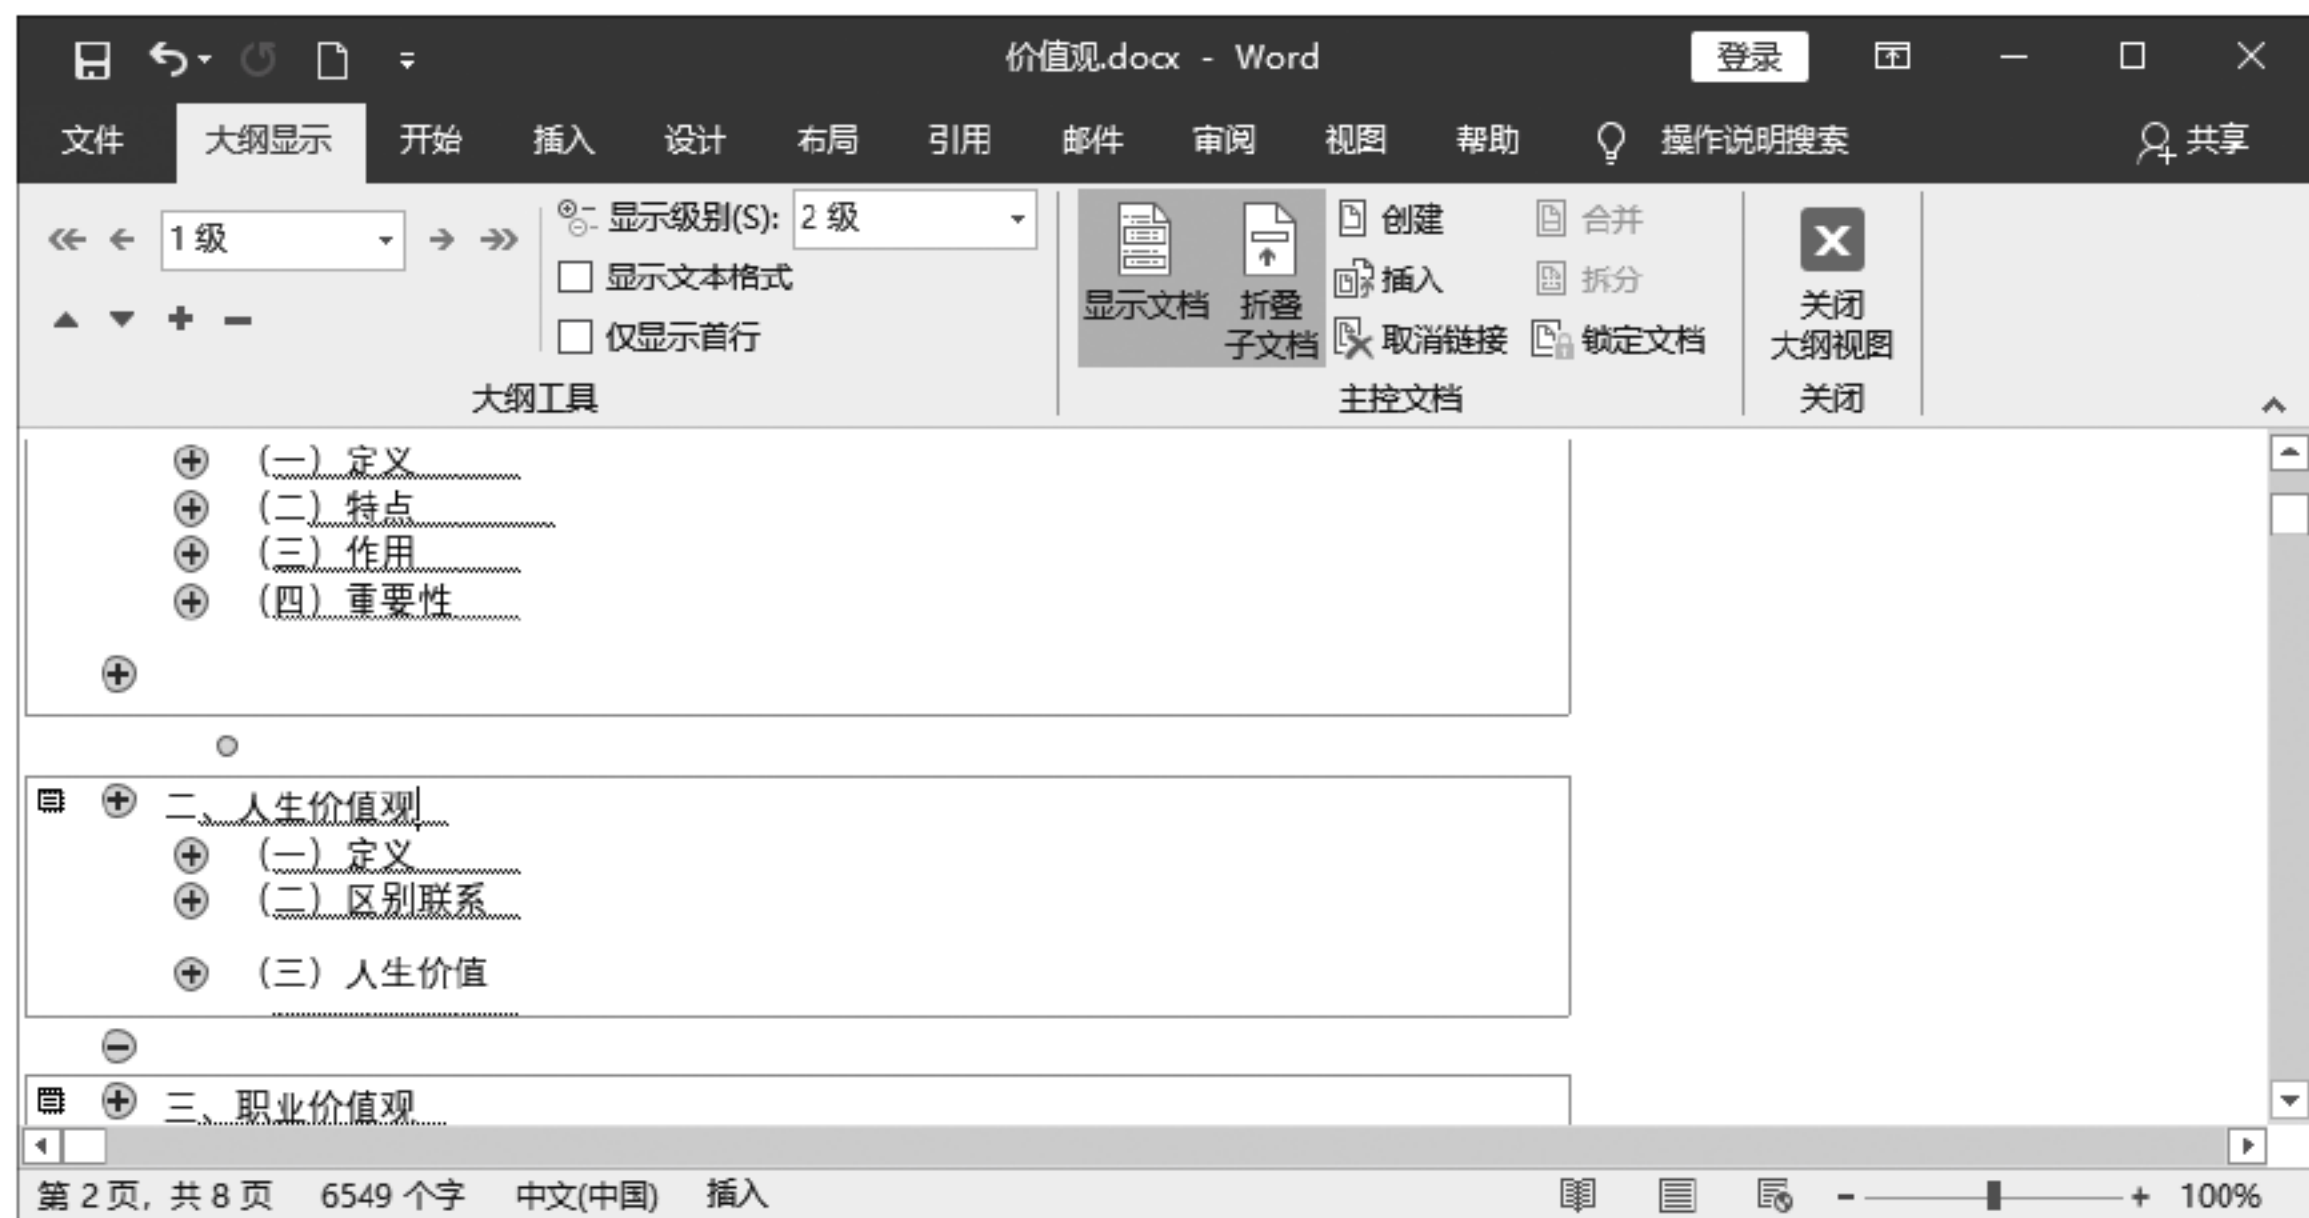 价值观.docx - Word
登录
文件 大纲显示 开始 插入 设计 布局 引用 邮件 审阅 视图 帮助 操作说明搜索 共享
1 级
显示级别(S): 2 级
显示文本格式
仅显示首行
大纲工具
显示文档
折叠
子文档
创建
插入
取消链接
合并
拆分
锁定文档
主控文档
关闭
大纲视图
关闭
（一）定义
（二）特点
（三）作用
（四）重要性
二、人生价值观
（一）定义
（二）区别联系
（三）人生价值
三、职业价值观
第 2 页，共 8 页 6549 个字 中文(中国) 插入 100%